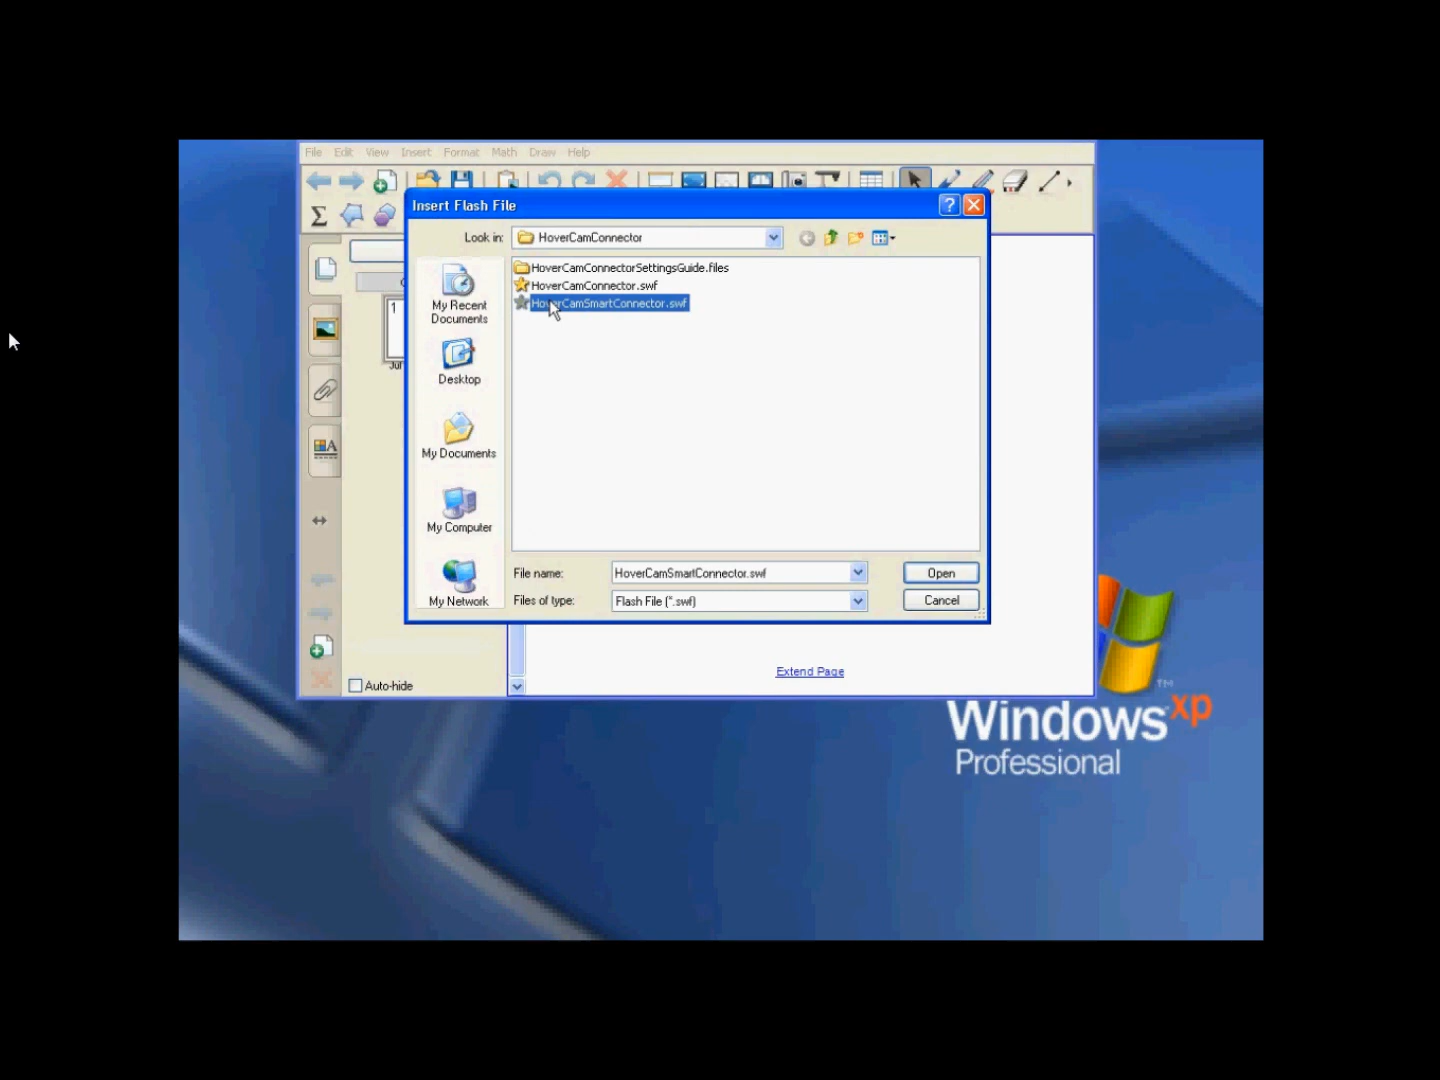 File Edit View Insert Format Math Draw Help
Insert Flash File
Look in: HoverCamConnector
HoverCamConnectorSettingsGuide.files
HoverCamConnector.swf
HoverCamSmartConnector.swf
My Recent
Documents
Desktop
My Documents
My Computer
My Network
File name: HoverCamSmartConnector.swf Open
Files of type: Flash File (*.swf) Cancel
1
Extend Page
Auto-hide
Windows xp
TM
Professional